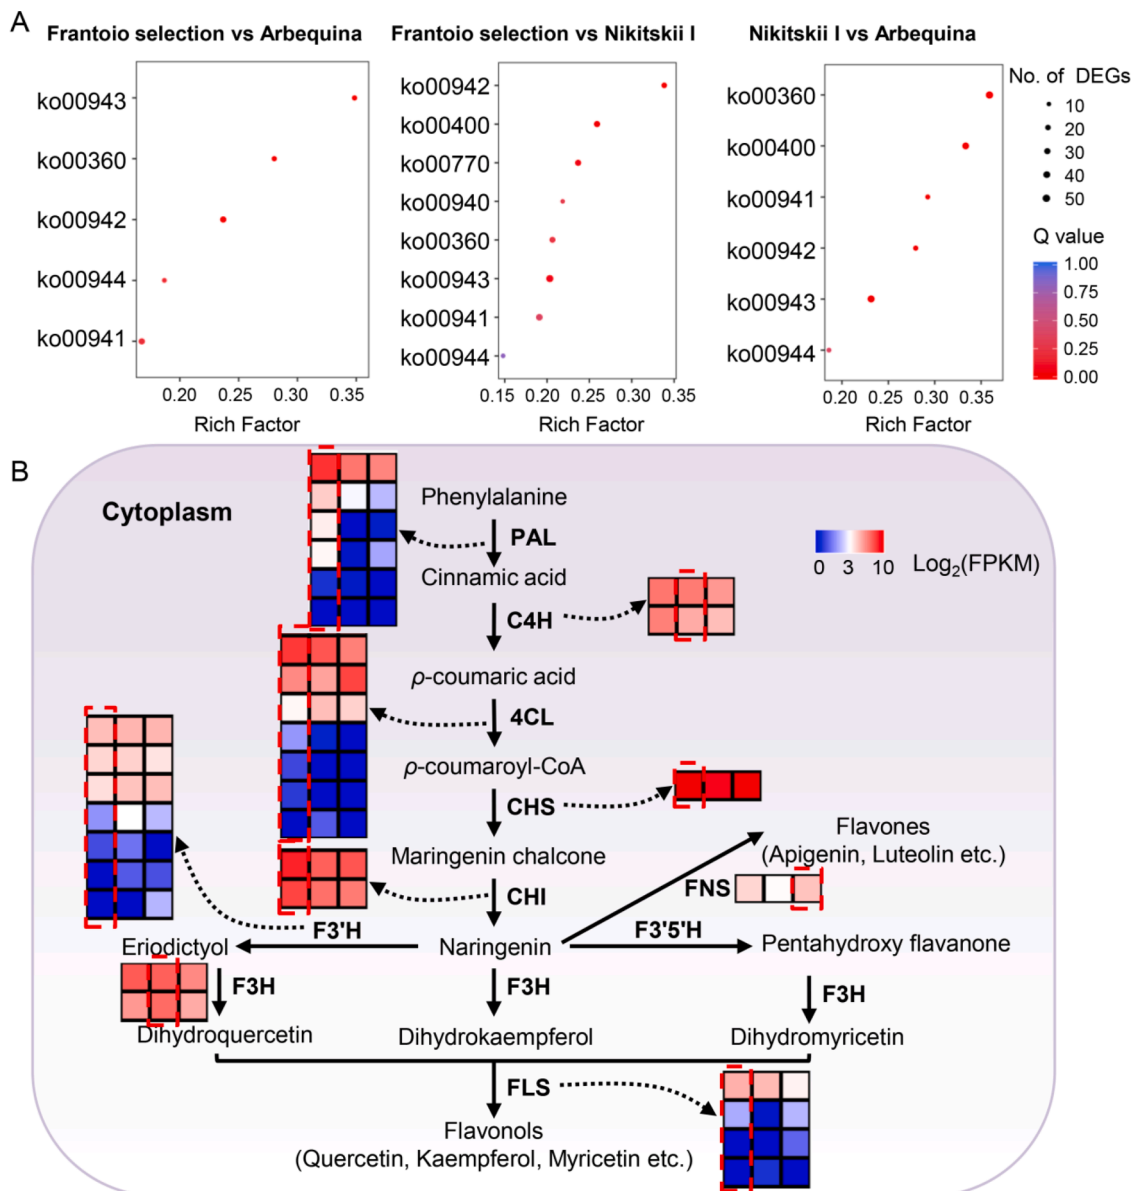 A
Frantoio selection vs Arbequina
Frantoio selection vs Nikitskii I
Nikitskii I vs Arbequina
ko00943
ko00360
ko00942
ko00944
ko00941
0.20 0.25 0.30 0.35
Rich Factor
ko00942
ko00400
ko00770
ko00940
ko00360
ko00943
ko00941
ko00944
0.15 0.20 0.25 0.30 0.35
Rich Factor
ko00360
ko00400
ko00941
ko00942
ko00943
ko00944
0.20 0.25 0.30 0.35
Rich Factor
No. of DEGs
10
20
30
40
50
Q value
1.00
0.75
0.50
0.25
0.00
B
Cytoplasm
Phenylalanine
PAL
0 3 10 Log2(FPKM)
Cinnamic acid
C4H
ρ-coumaric acid
4CL
ρ-coumaroyl-CoA
CHS
Flavones
(Apigenin, Luteolin etc.)
Maringenin chalcone
FNS
CHI
F3'H
F3'5'H
Eriodictyol
Naringenin
Pentahydroxy flavanone
F3H
F3H
F3H
Dihydroquercetin
Dihydrokaempferol
Dihydromyricetin
FLS
Flavonols
(Quercetin, Kaempferol, Myricetin etc.)